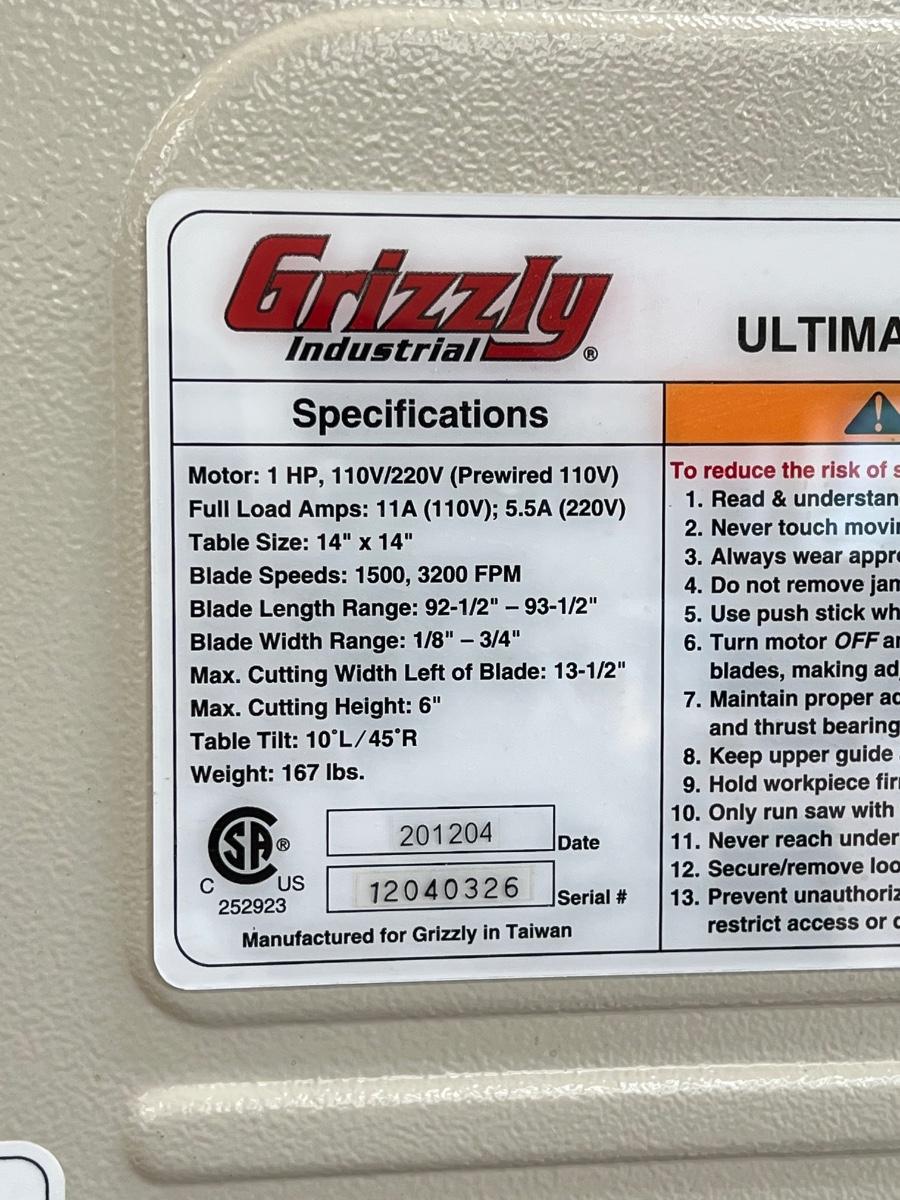 Grizzly
Industrial®
ULTIMA
Specifications
Motor: 1 HP, 110V/220V (Prewired 110V)
Full Load Amps: 11A (110V); 5.5A (220V)
Table Size: 14" x 14"
Blade Speeds: 1500, 3200 FPM
Blade Length Range: 92-1/2" – 93-1/2"
Blade Width Range: 1/8" – 3/4"
Max. Cutting Width Left of Blade: 13-1/2"
Max. Cutting Height: 6"
Table Tilt: 10°L/45°R
Weight: 167 lbs.
SA®
C US
252923
201204 Date
12040326 Serial #
Manufactured for Grizzly in Taiwan
To reduce the risk of s
1. Read & understan
2. Never touch movin
3. Always wear appro
4. Do not remove jam
5. Use push stick wh
6. Turn motor OFF an
blades, making adj
7. Maintain proper ad
and thrust bearing
8. Keep upper guide
9. Hold workpiece firm
10. Only run saw with
11. Never reach under
12. Secure/remove loo
13. Prevent unauthoriz
restrict access or d